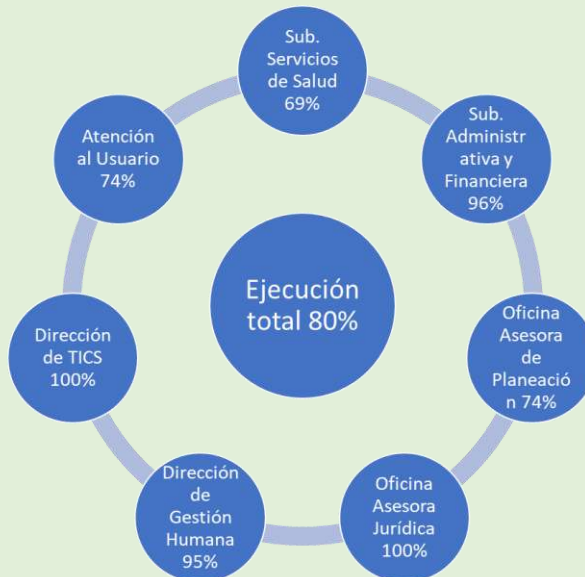 Sub.
Servicios
de Salud
69%
Sub.
Administr
ativa y
Financiera
96%
Oficina
Asesora
de
Planeació
n 74%
Oficina
Asesora
Jurídica
100%
Dirección
de
Gestión
Humana
95%
Dirección
de TICS
100%
Atención
al Usuario
74%
Ejecución
total 80%